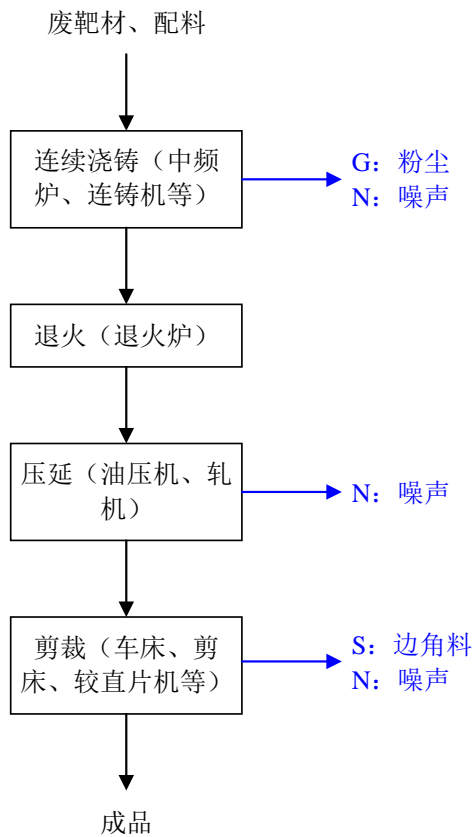 废靶材、配料
连续浇铸（中频
炉、连铸机等）
G：粉尘
N：噪声
退火（退火炉）
压延（油压机、轧
机）
N：噪声
剪裁（车床、剪
床、较直片机等）
S：边角料
N：噪声
成品